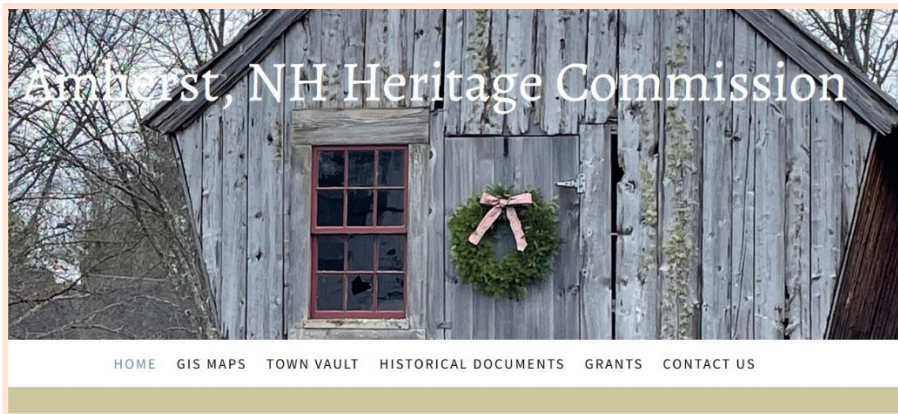 Amherst, NH Heritage Commission
HOME GIS MAPS TOWN VAULT HISTORICAL DOCUMENTS GRANTS CONTACT US